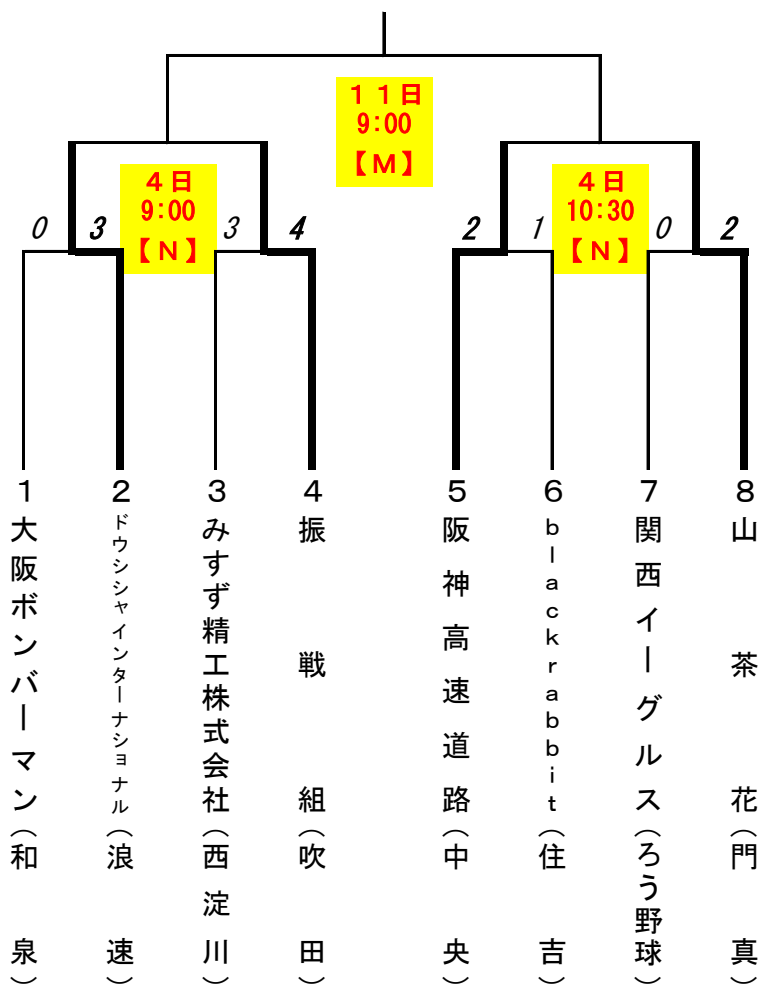 １１日
9:00
【Ｍ】
４日
9:00
【Ｎ】
４日
10:30
【Ｎ】
0
3
3
4
2
1
0
2
1
大阪ボンバーマン（和泉）
2
ドウシシャインターナショナル（浪速）
3
みすず精工株式会社（西淀川）
4
振戦組（吹田）
5
阪神高速道路（中央）
6
blackrabbit（住吉）
7
関西イーグルス（ろう野球）
8
山茶花（門真）